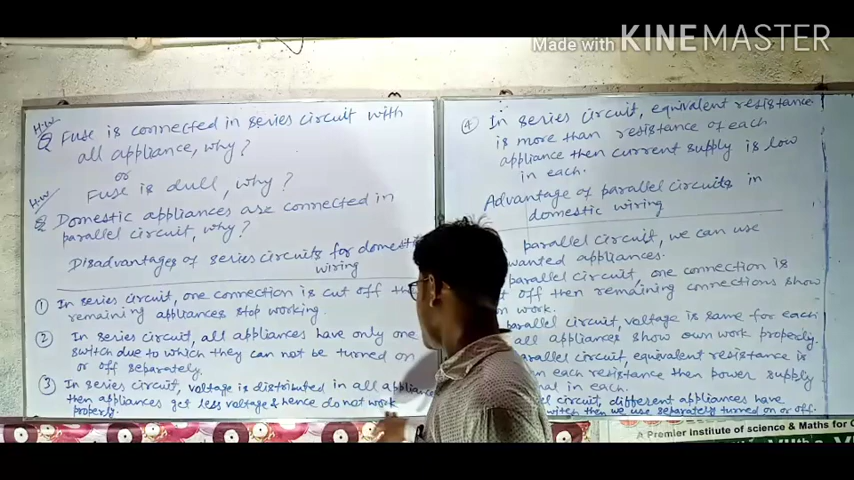 Made with KINEMASTER
H.W
Q Fuse is connected in series circuit with
all appliance, why?
or
Fuse is dull, why?
H.W
Q Domestic appliances are connected in
parallel circuit, why?
Disadvantages of series circuits for domestic
wiring
① In series circuit, one connection is cut off the
remaining appliances stop working.
② In series circuit, all appliances have only one
switch due to which they can not be turned on
or off separately.
③ In series circuit, voltage is distributed in all appliances
then appliances get less voltage & hence do not work
properly.
④ In series circuit, equivalent resistance
is more than resistance of each
appliance then current supply is low
in each.
Advantage of parallel circuits in
domestic wiring
parallel circuit, we can use
wanted appliances.
parallel circuit, one connection is
off then remaining connections show
work.
parallel circuit, voltage is same for each
all appliances show own work properly.
parallel circuit, equivalent resistance is
each resistance then power supply
in each.
circuit, different appliances have
switch then we use separately turned on or off.
A Premier Institute of science & Maths for